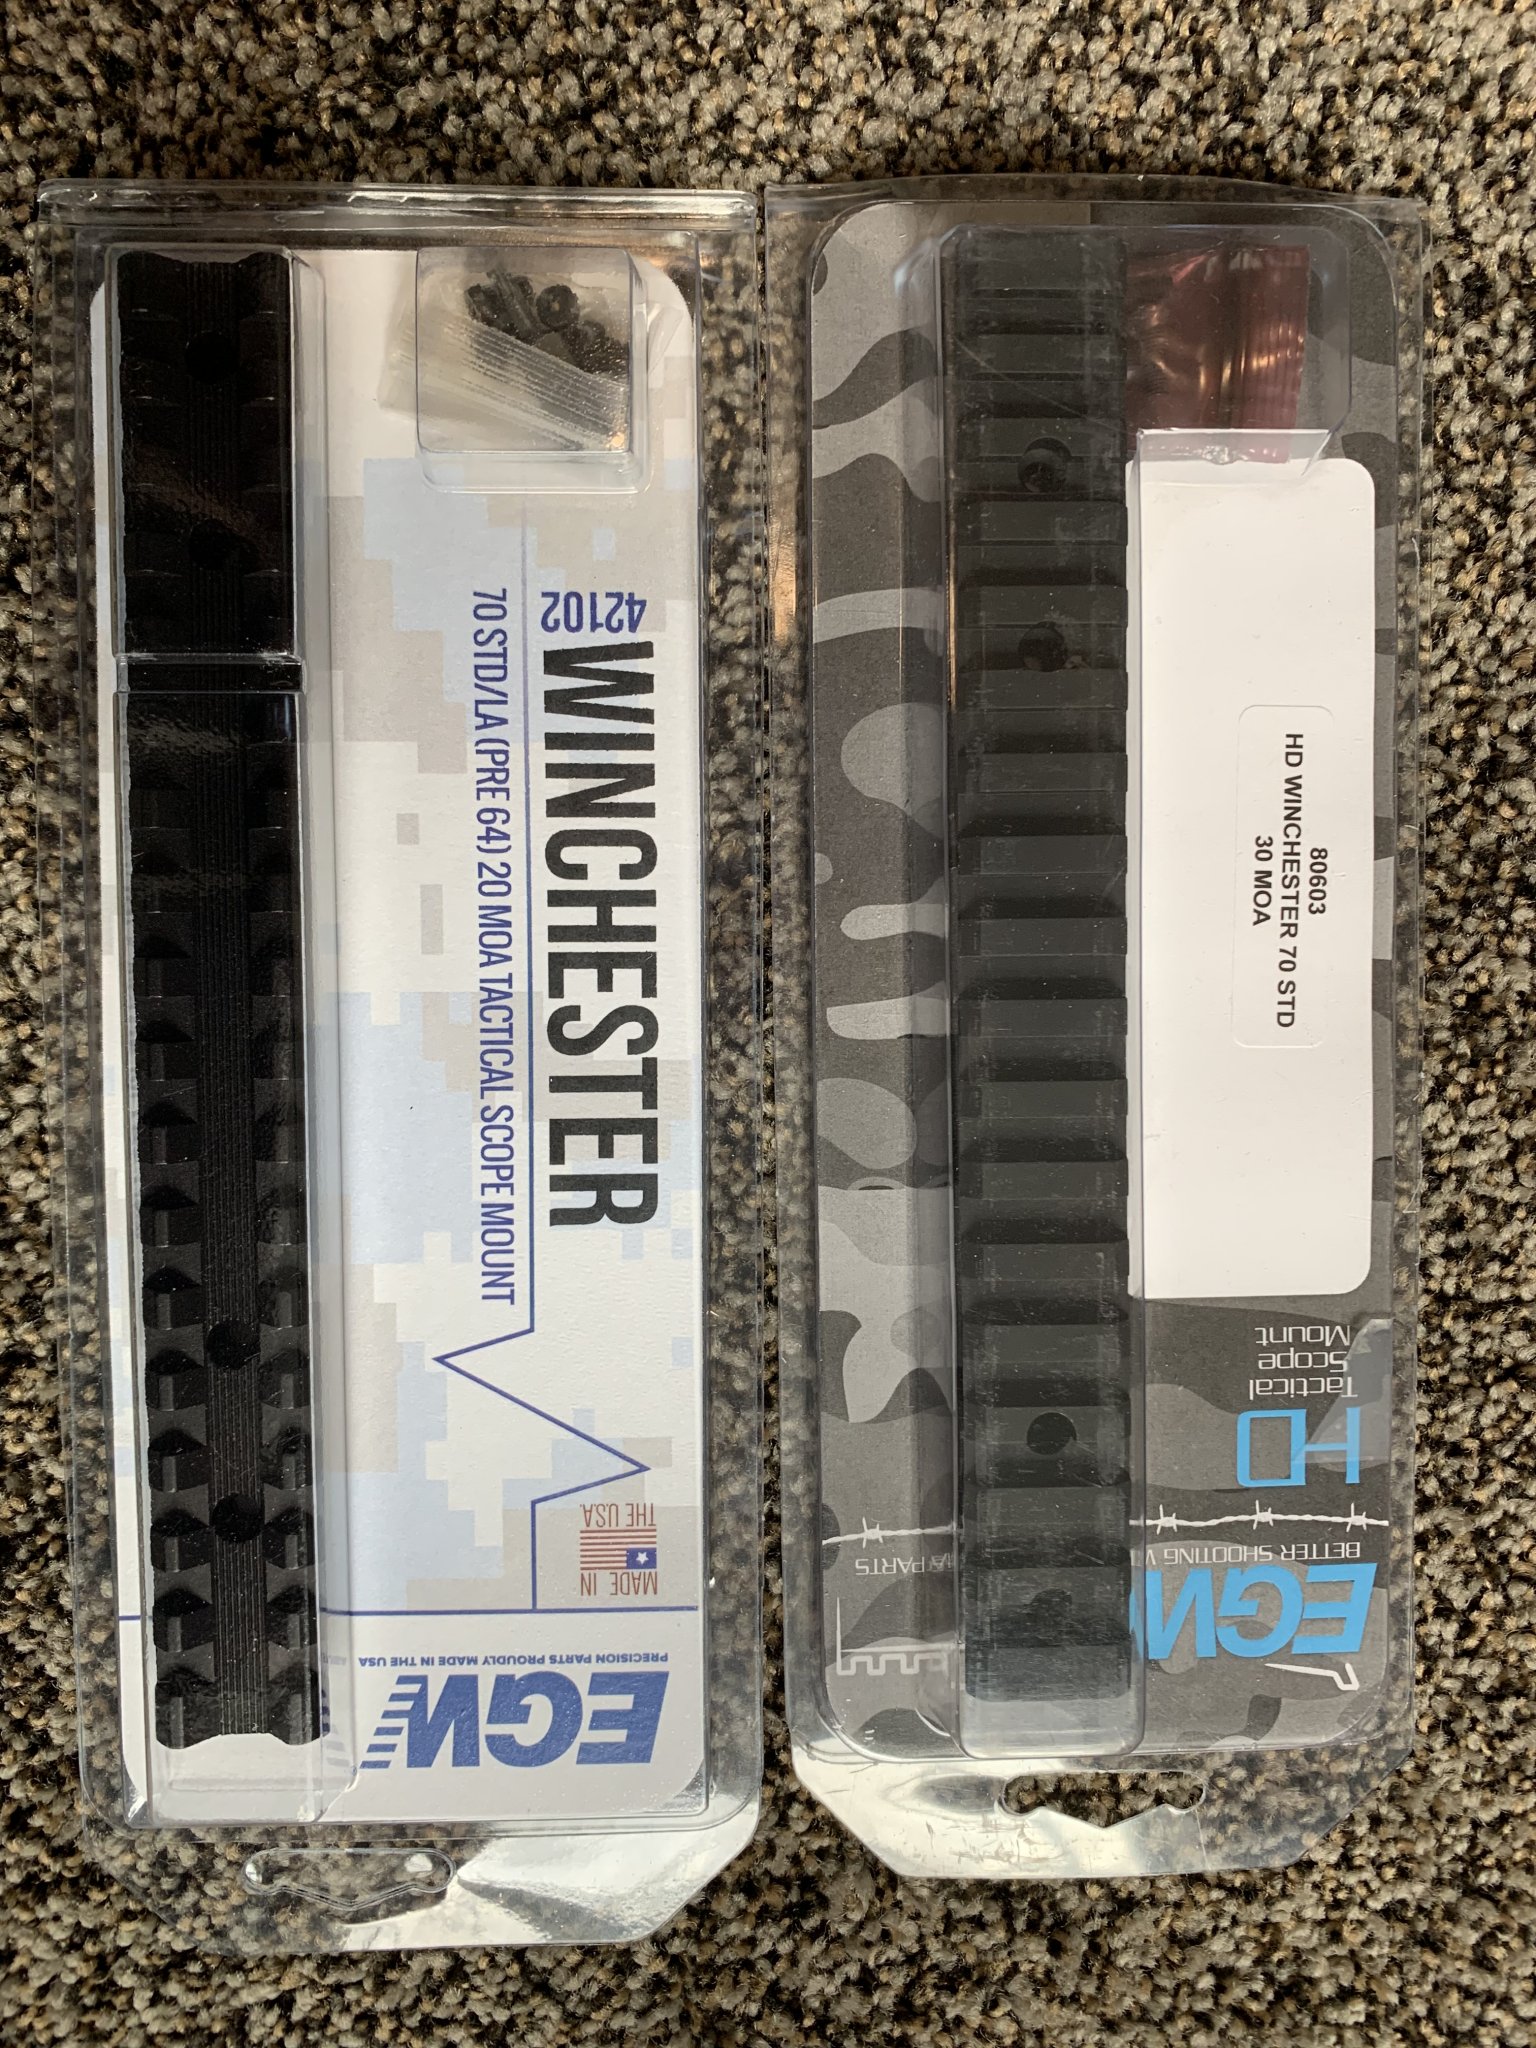 42102
WINCHESTER
70 STD/LA (PRE 64) 20 MOA TACTICAL SCOPE MOUNT
MADE IN
THE U.S.A.
EGW
PRECISION PARTS PROUDLY MADE IN THE USA
80603
HD WINCHESTER 70 STD
30 MOA
HD
Tactical
Scope
Mount
EGW
BETTER SHOOTING
PARTS